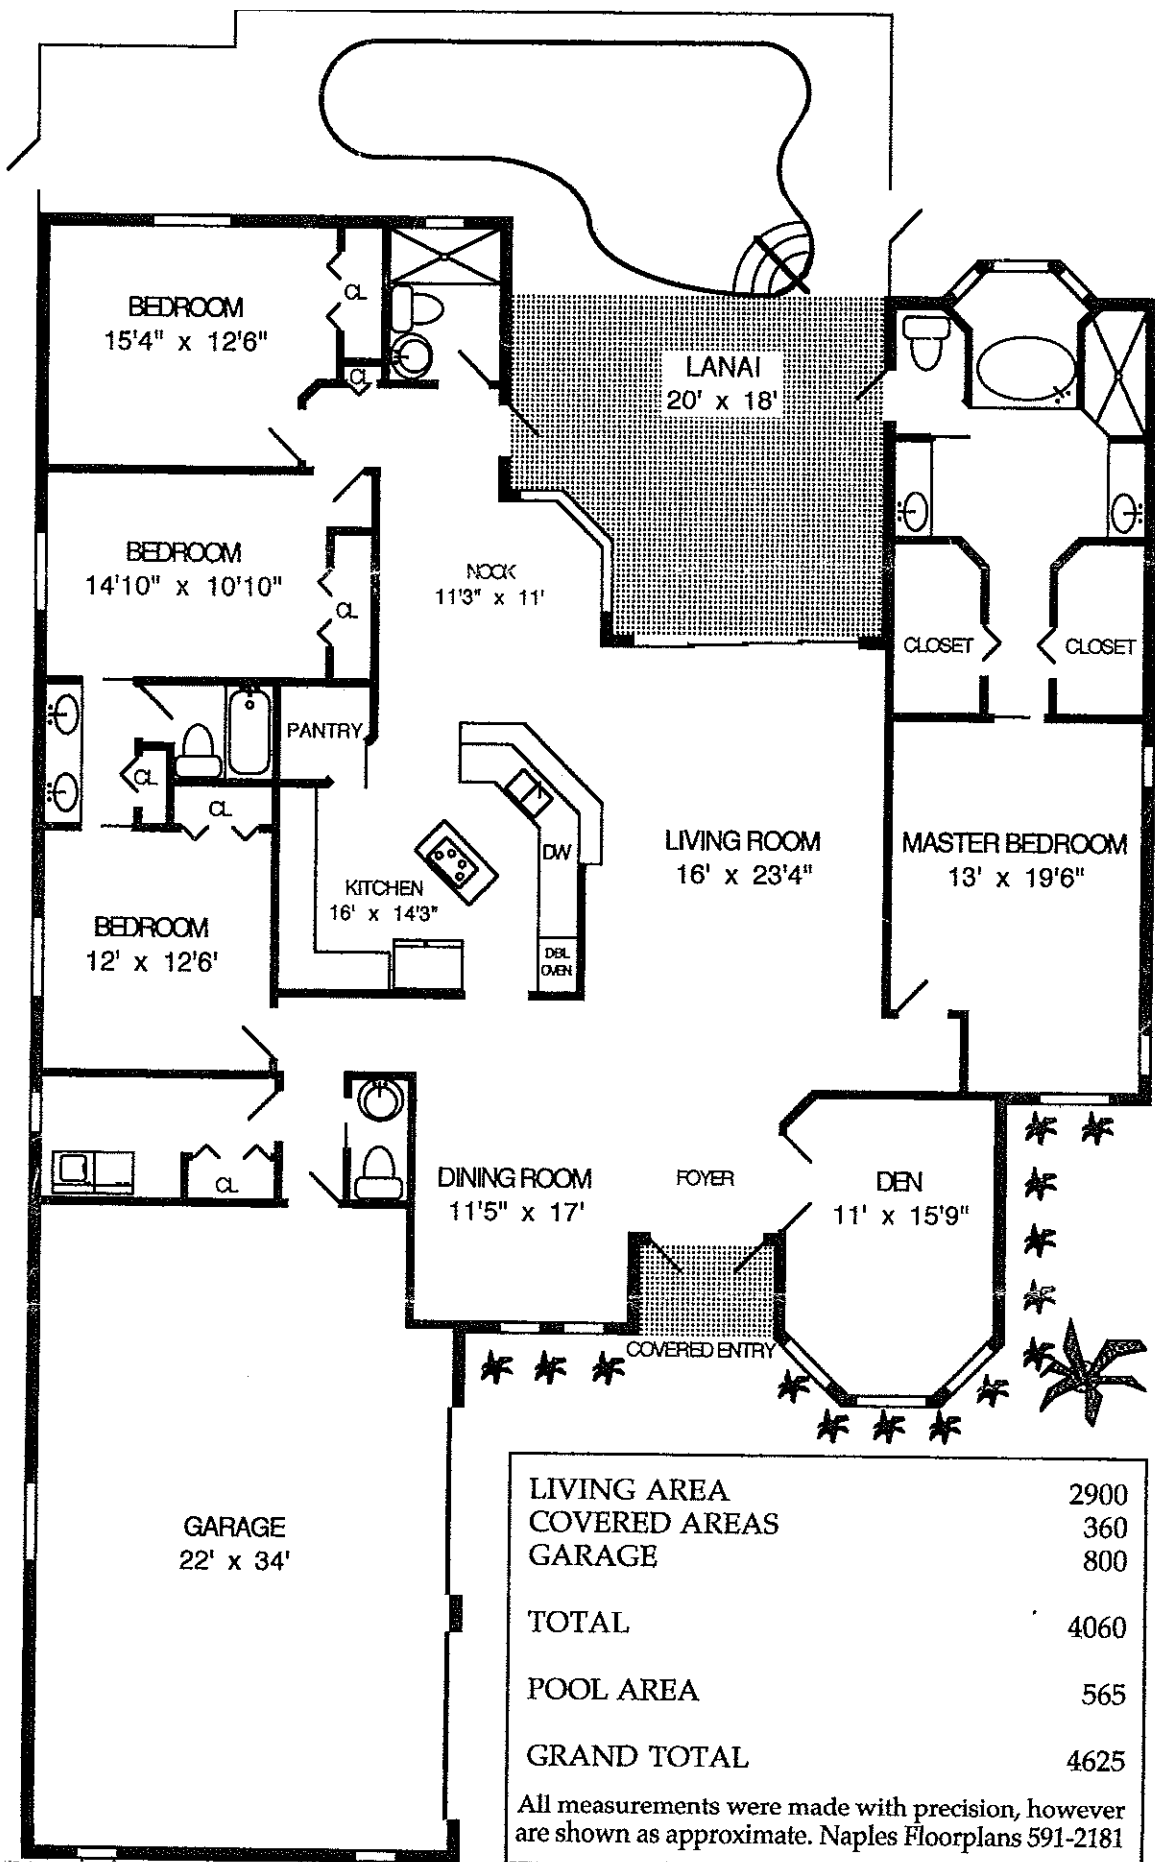 BEDROOM
15'4" x 12'6"
CL
CL
LANAI
20' x 18'
BEDROOM
14'10" x 10'10"
CL
NOOK
11'3" x 11'
CLOSET
CLOSET
PANTRY
CL
CL
DW
KITCHEN
16' x 14'3"
DBL
OVEN
LIVING ROOM
16' x 23'4"
MASTER BEDROOM
13' x 19'6"
BEDROOM
12' x 12'6'
CL
DINING ROOM
11'5" x 17'
FOYER
DEN
11' x 15'9"
COVERED ENTRY
GARAGE
22' x 34'
LIVING AREA 2900
COVERED AREAS 360
GARAGE 800
TOTAL 4060
POOL AREA 565
GRAND TOTAL 4625
All measurements were made with precision, however
are shown as approximate. Naples Floorplans 591-2181